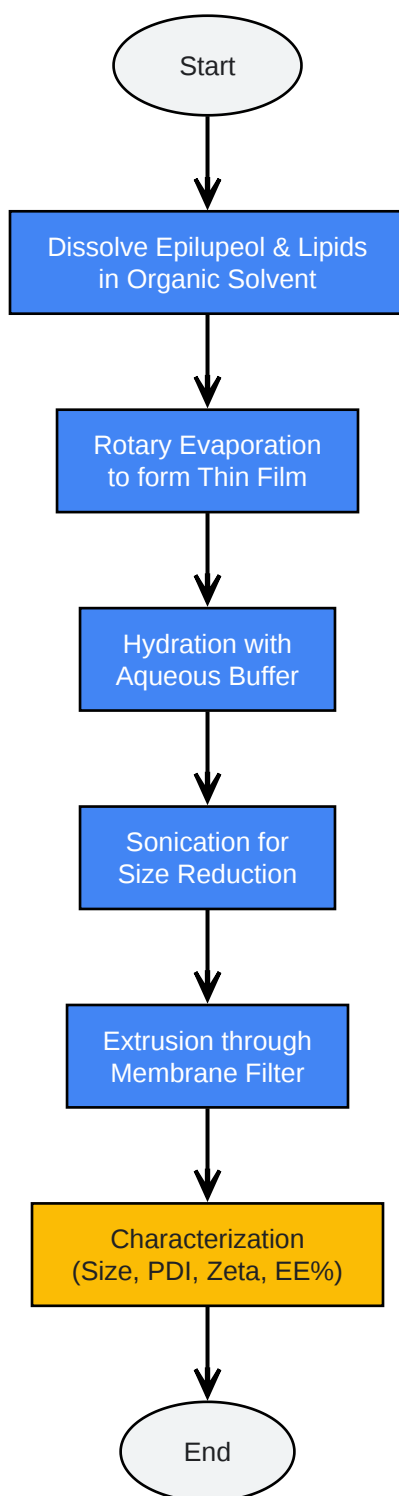 Start
Dissolve Epilupeol & Lipids
in Organic Solvent
Rotary Evaporation
to form Thin Film
Hydration with
Aqueous Buffer
Sonication for
Size Reduction
Extrusion through
Membrane Filter
Characterization
(Size, PDI, Zeta, EE%)
End